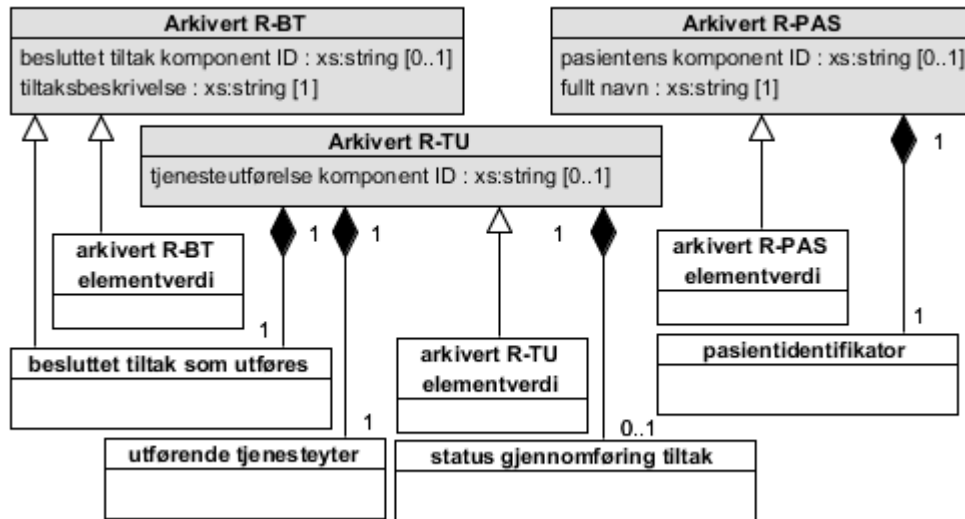 Arkivert R-BT
besluttet tiltak komponent ID : xs:string [0..1]
tiltaksbeskrivelse : xs:string [1]
Arkivert R-PAS
pasientens komponent ID : xs:string [0..1]
fullt navn : xs:string [1]
Arkivert R-TU
tjenesteutførelse komponent ID : xs:string [0..1]
1
1
1
1
arkivert R-BT
elementverdi
arkivert R-PAS
elementverdi
1
1
besluttet tiltak som utføres
arkivert R-TU
elementverdi
pasientidentifikator
1
0..1
utførende tjenesteyter
status gjennomføring tiltak